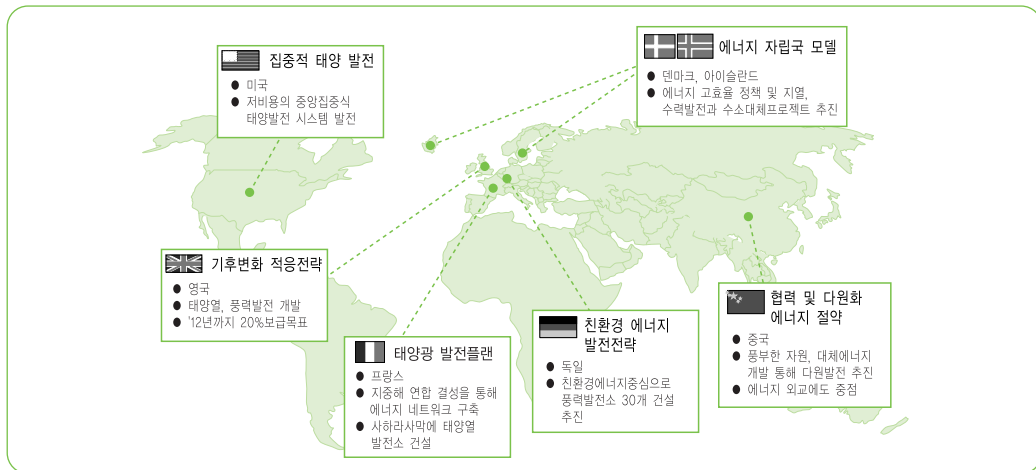 집중적 태양 발전
● 미국
● 저비용의 중앙집중식
태양발전 시스템 발전
에너지 자립국 모델
● 덴마크, 아이슬란드
● 에너지 고효율 정책 및 지열,
수력발전과 수소대체프로젝트 추진
기후변화 적응전략
● 영국
● 태양열, 풍력발전 개발
● '12년까지 20%보급목표
태양광 발전플랜
● 프랑스
● 지중해 연합 결성을 통해
에너지 네트워크 구축
● 사하라사막에 태양열
발전소 건설
친환경 에너지
발전전략
● 독일
● 친환경에너지중심으로
풍력발전소 30개 건설
추진
협력 및 다원화
에너지 절약
● 중국
● 풍부한 자원, 대체에너지
개발 통해 다원발전 추진
● 에너지 외교에도 중점